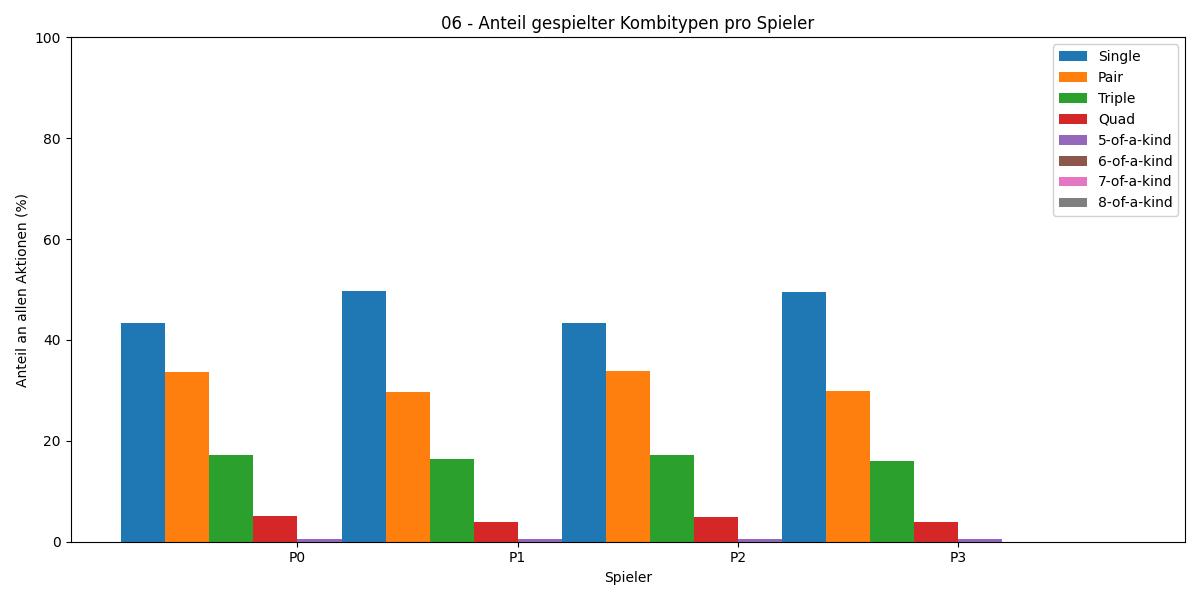 06 - Anteil gespielter Kombitypen pro Spieler
Anteil an allen Aktionen (%)
100
80
60
40
20
0
Single
Pair
Triple
Quad
5-of-a-kind
6-of-a-kind
7-of-a-kind
8-of-a-kind
P0
P1
P2
P3
Spieler